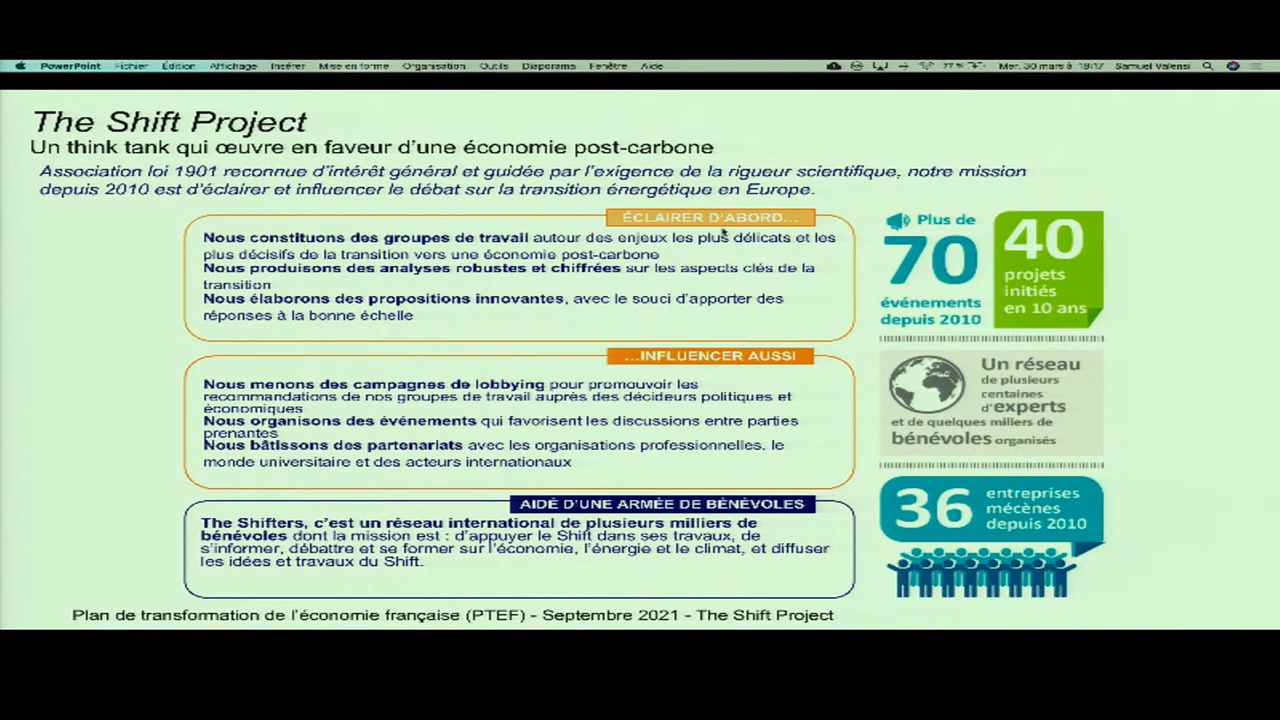 PowerPoint Fichier Édition Affichage Insérer Mise en forme Organisation Outils Diaporama Fenêtre Aide
77 % Mer. 30 mars à 18:17 Samuel Valensi
The Shift Project
Un think tank qui œuvre en faveur d’une économie post-carbone
Association loi 1901 reconnue d’intérêt général et guidée par l’exigence de la rigueur scientifique, notre mission
depuis 2010 est d’éclairer et influencer le débat sur la transition énergétique en Europe.
ÉCLAIRER D’ABORD…
Nous constituons des groupes de travail autour des enjeux les plus délicats et les
plus décisifs de la transition vers une économie post-carbone
Nous produisons des analyses robustes et chiffrées sur les aspects clés de la
transition
Nous élaborons des propositions innovantes, avec le souci d’apporter des
réponses à la bonne échelle
…INFLUENCER AUSSI
Nous menons des campagnes de lobbying pour promouvoir les
recommandations de nos groupes de travail auprès des décideurs politiques et
économiques
Nous organisons des événements qui favorisent les discussions entre parties
prenantes
Nous bâtissons des partenariats avec les organisations professionnelles, le
monde universitaire et des acteurs internationaux
AIDÉ D’UNE ARMÉE DE BÉNÉVOLES
The Shifters, c’est un réseau international de plusieurs milliers de
bénévoles dont la mission est : d’appuyer le Shift dans ses travaux, de
s’informer, débattre et se former sur l’économie, l’énergie et le climat, et diffuser
les idées et travaux du Shift.
Plus de
70
événements
depuis 2010
40
projets
initiés
en 10 ans
Un réseau
de plusieurs
centaines
d’experts
et de quelques milliers de
bénévoles organisés
36
entreprises
mécènes
depuis 2010
Plan de transformation de l’économie française (PTEF) - Septembre 2021 - The Shift Project